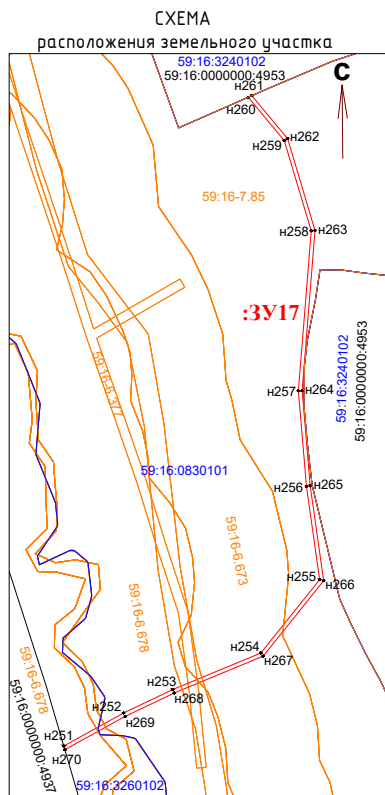 СХЕМА
расположения земельного участка
59:16:3240102
59:16:0000000:4953
С
н261
н260
н259
н262
59:16-7.85
н258
н263
:ЗУ17
59:16:3240102
59:16:0000000:4953
59:16-6.377
н257
н264
59:16:0830101
н256
н265
59:16-6.673
н255
н266
59:16-6.678
н254
н267
59:16-6.678
59:16:0000000:4937
н253
н268
н252
н269
н251
н270
59:16:3260102